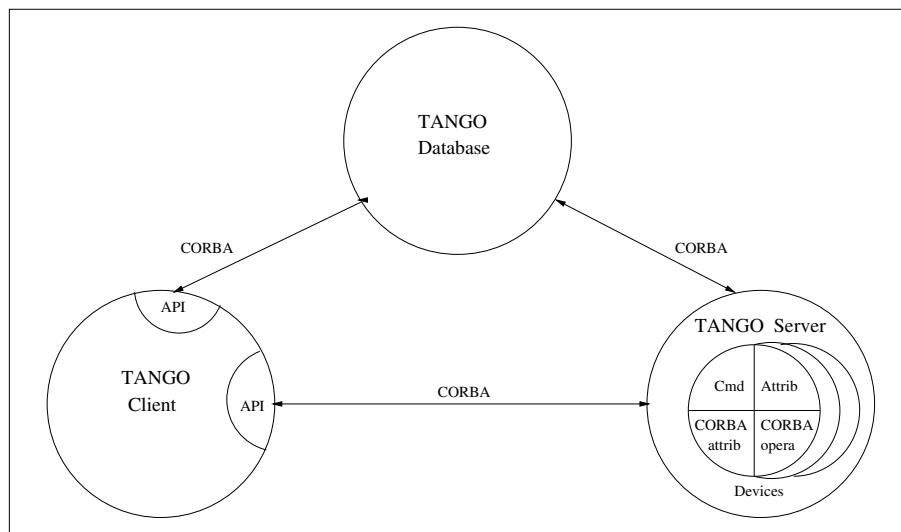 TANGO
Database
CORBA
CORBA
API
TANGO
Client
API
CORBA
TANGO Server
Cmd
Attrib
CORBA
attrib
CORBA
opera
Devices